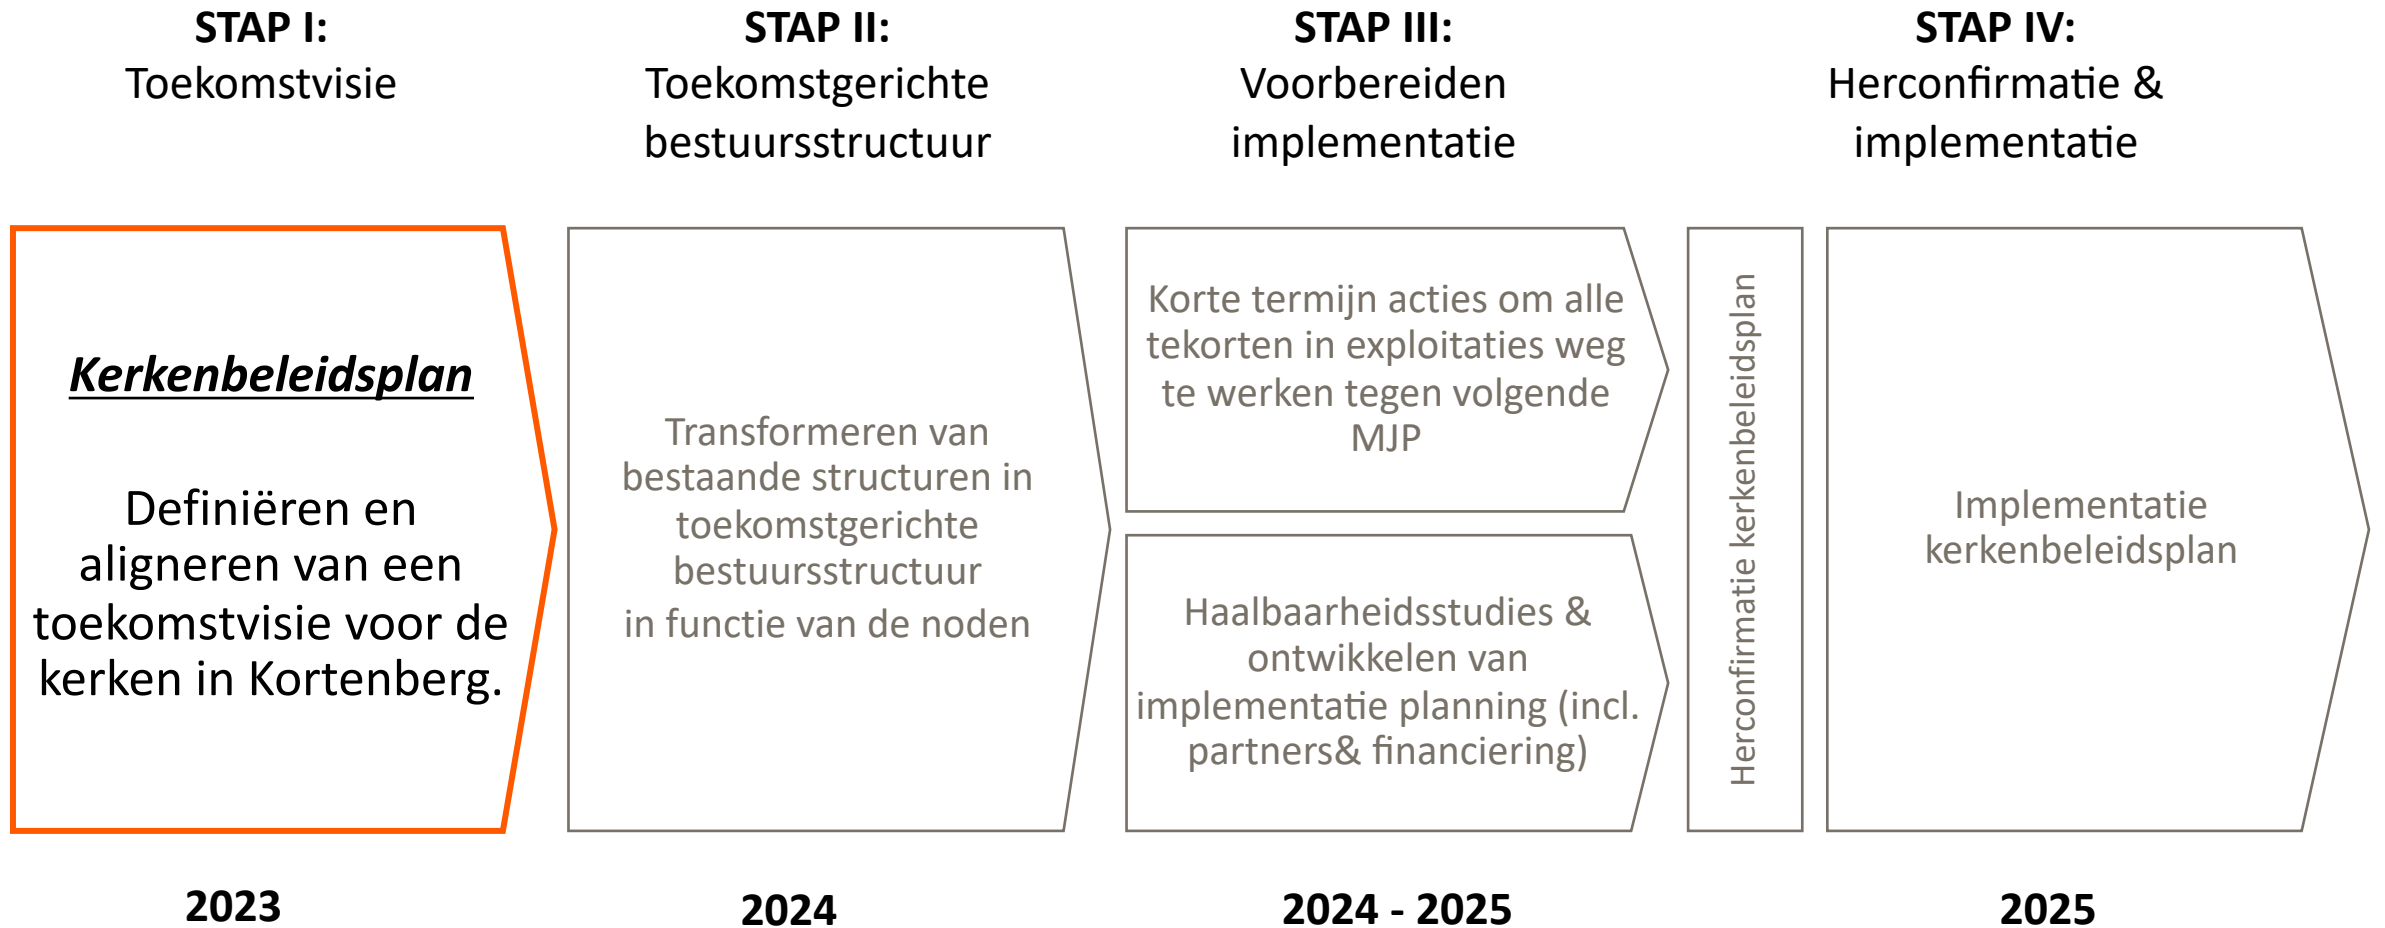 STAP I:
Toekomstvisie
STAP II:
Toekomstgerichte
bestuursstructuur
STAP III:
Voorbereiden
implementatie
STAP IV:
Herconfirmatie &
implementatie
Kerkenbeleidsplan
Definiëren en
aligneren van een
toekomstvisie voor de
kerken in Kortenberg.
Transformeren van
bestaande structuren in
toekomstgerichte
bestuursstructuur
in functie van de noden
Korte termijn acties om alle
tekorten in exploitaties weg
te werken tegen volgende
MJP
Haalbaarheidsstudies &
ontwikkelen van
implementatie planning (incl.
partners& financiering)
Herconfirmatie kerkenbeleidsplan
Implementatie
kerkenbeleidsplan
2023
2024
2024 - 2025
2025